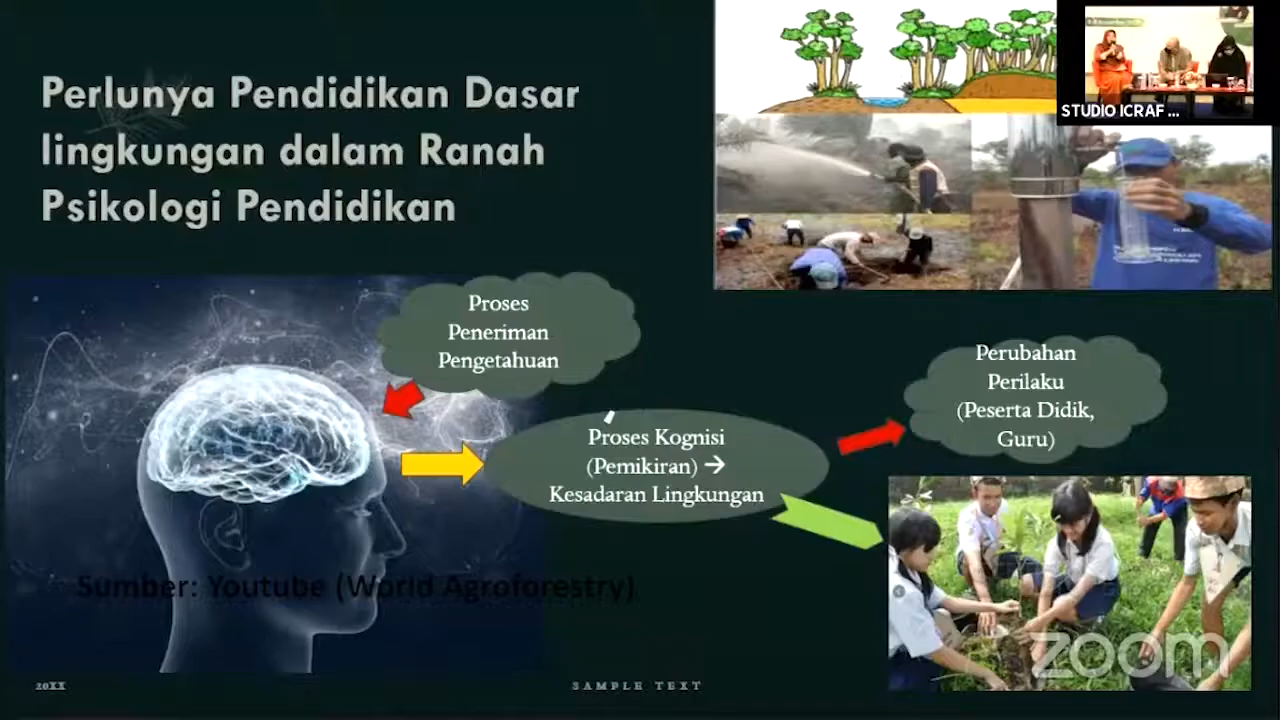 Perlunya Pendidikan Dasar
lingkungan dalam Ranah
Psikologi Pendidikan
STUDIO ICRAF ...
Proses
Peneriman
Pengetahuan
Proses Kognisi
(Pemikiran) →
Kesadaran Lingkungan
Perubahan
Perilaku
(Peserta Didik,
Guru)
Sumber: Youtube (World Agroforestry)
zoom
20XX
SAMPLE TEXT